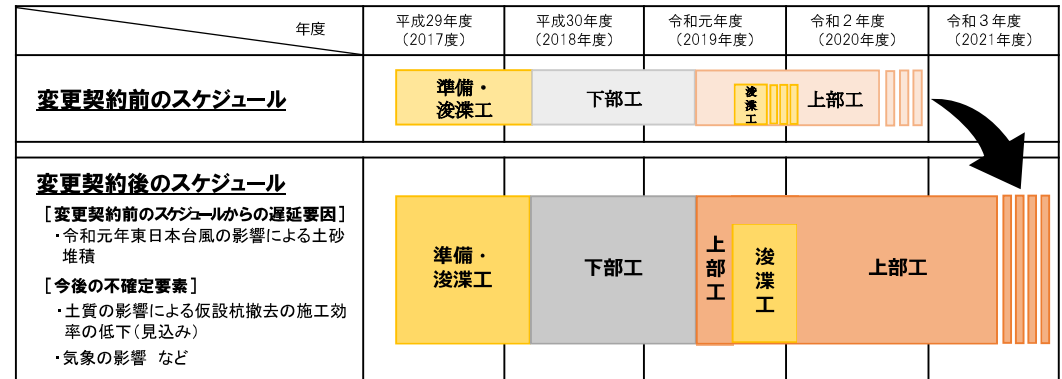 年度
平成29年度
(2017度)
平成30年度
(2018年度)
令和元年度
(2019年度)
令和2年度
(2020年度)
令和3年度
(2021年度)
変更契約前のスケジュール
準備・
浚渫工
下部工
浚渫工
上部工
変更契約後のスケジュール
[変更契約前のスケジュールからの遅延要因]
・令和元年東日本台風の影響による土砂
堆積
[今後の不確定要素]
・土質の影響による仮設杭撤去の施工効
率の低下(見込み)
・気象の影響 など
準備・
浚渫工
下部工
上部工
浚渫工
上部工